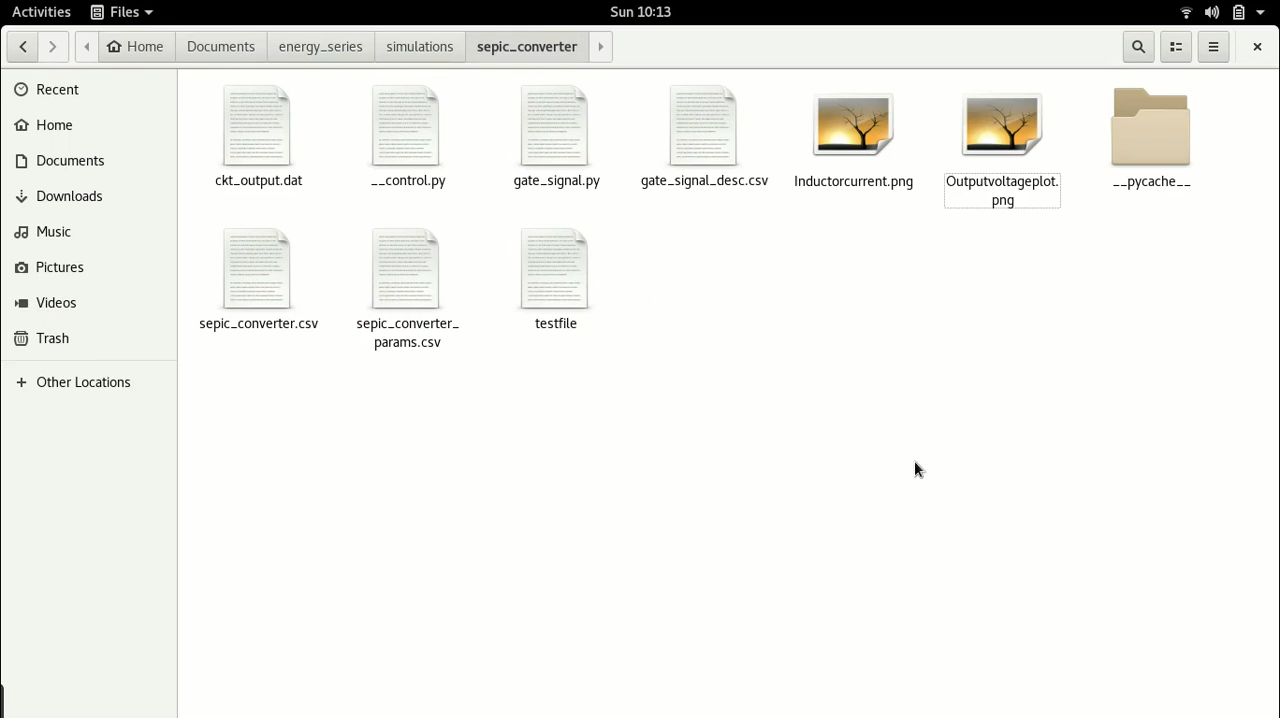 Activities Files Sun 10:13
Home Documents energy_series simulations sepic_converter
Recent
Home
Documents
Downloads
Music
Pictures
Videos
Trash
Other Locations
ckt_output.dat __control.py gate_signal.py gate_signal_desc.csv Inductorcurrent.png Outputvoltageplot.
png __pycache__
sepic_converter.csv sepic_converter_
params.csv testfile